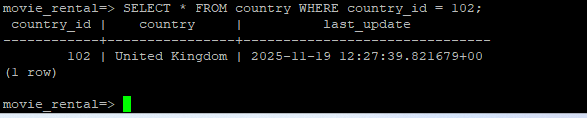 movie_rental=> SELECT * FROM country WHERE country_id = 102;
 country_id |    country     |          last_update
------------+----------------+-------------------------------
        102 | United Kingdom | 2025-11-19 12:27:39.821679+00
(1 row)

movie_rental=>